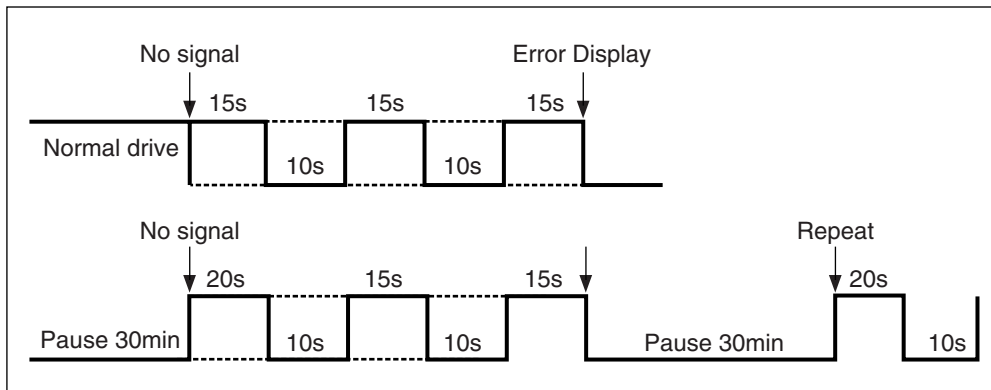 No signal Error Display
15s 15s 15s
Normal drive
10s 10s
No signal Repeat
20s 15s 15s 20s
Pause 30min 10s 10s Pause 30min 10s